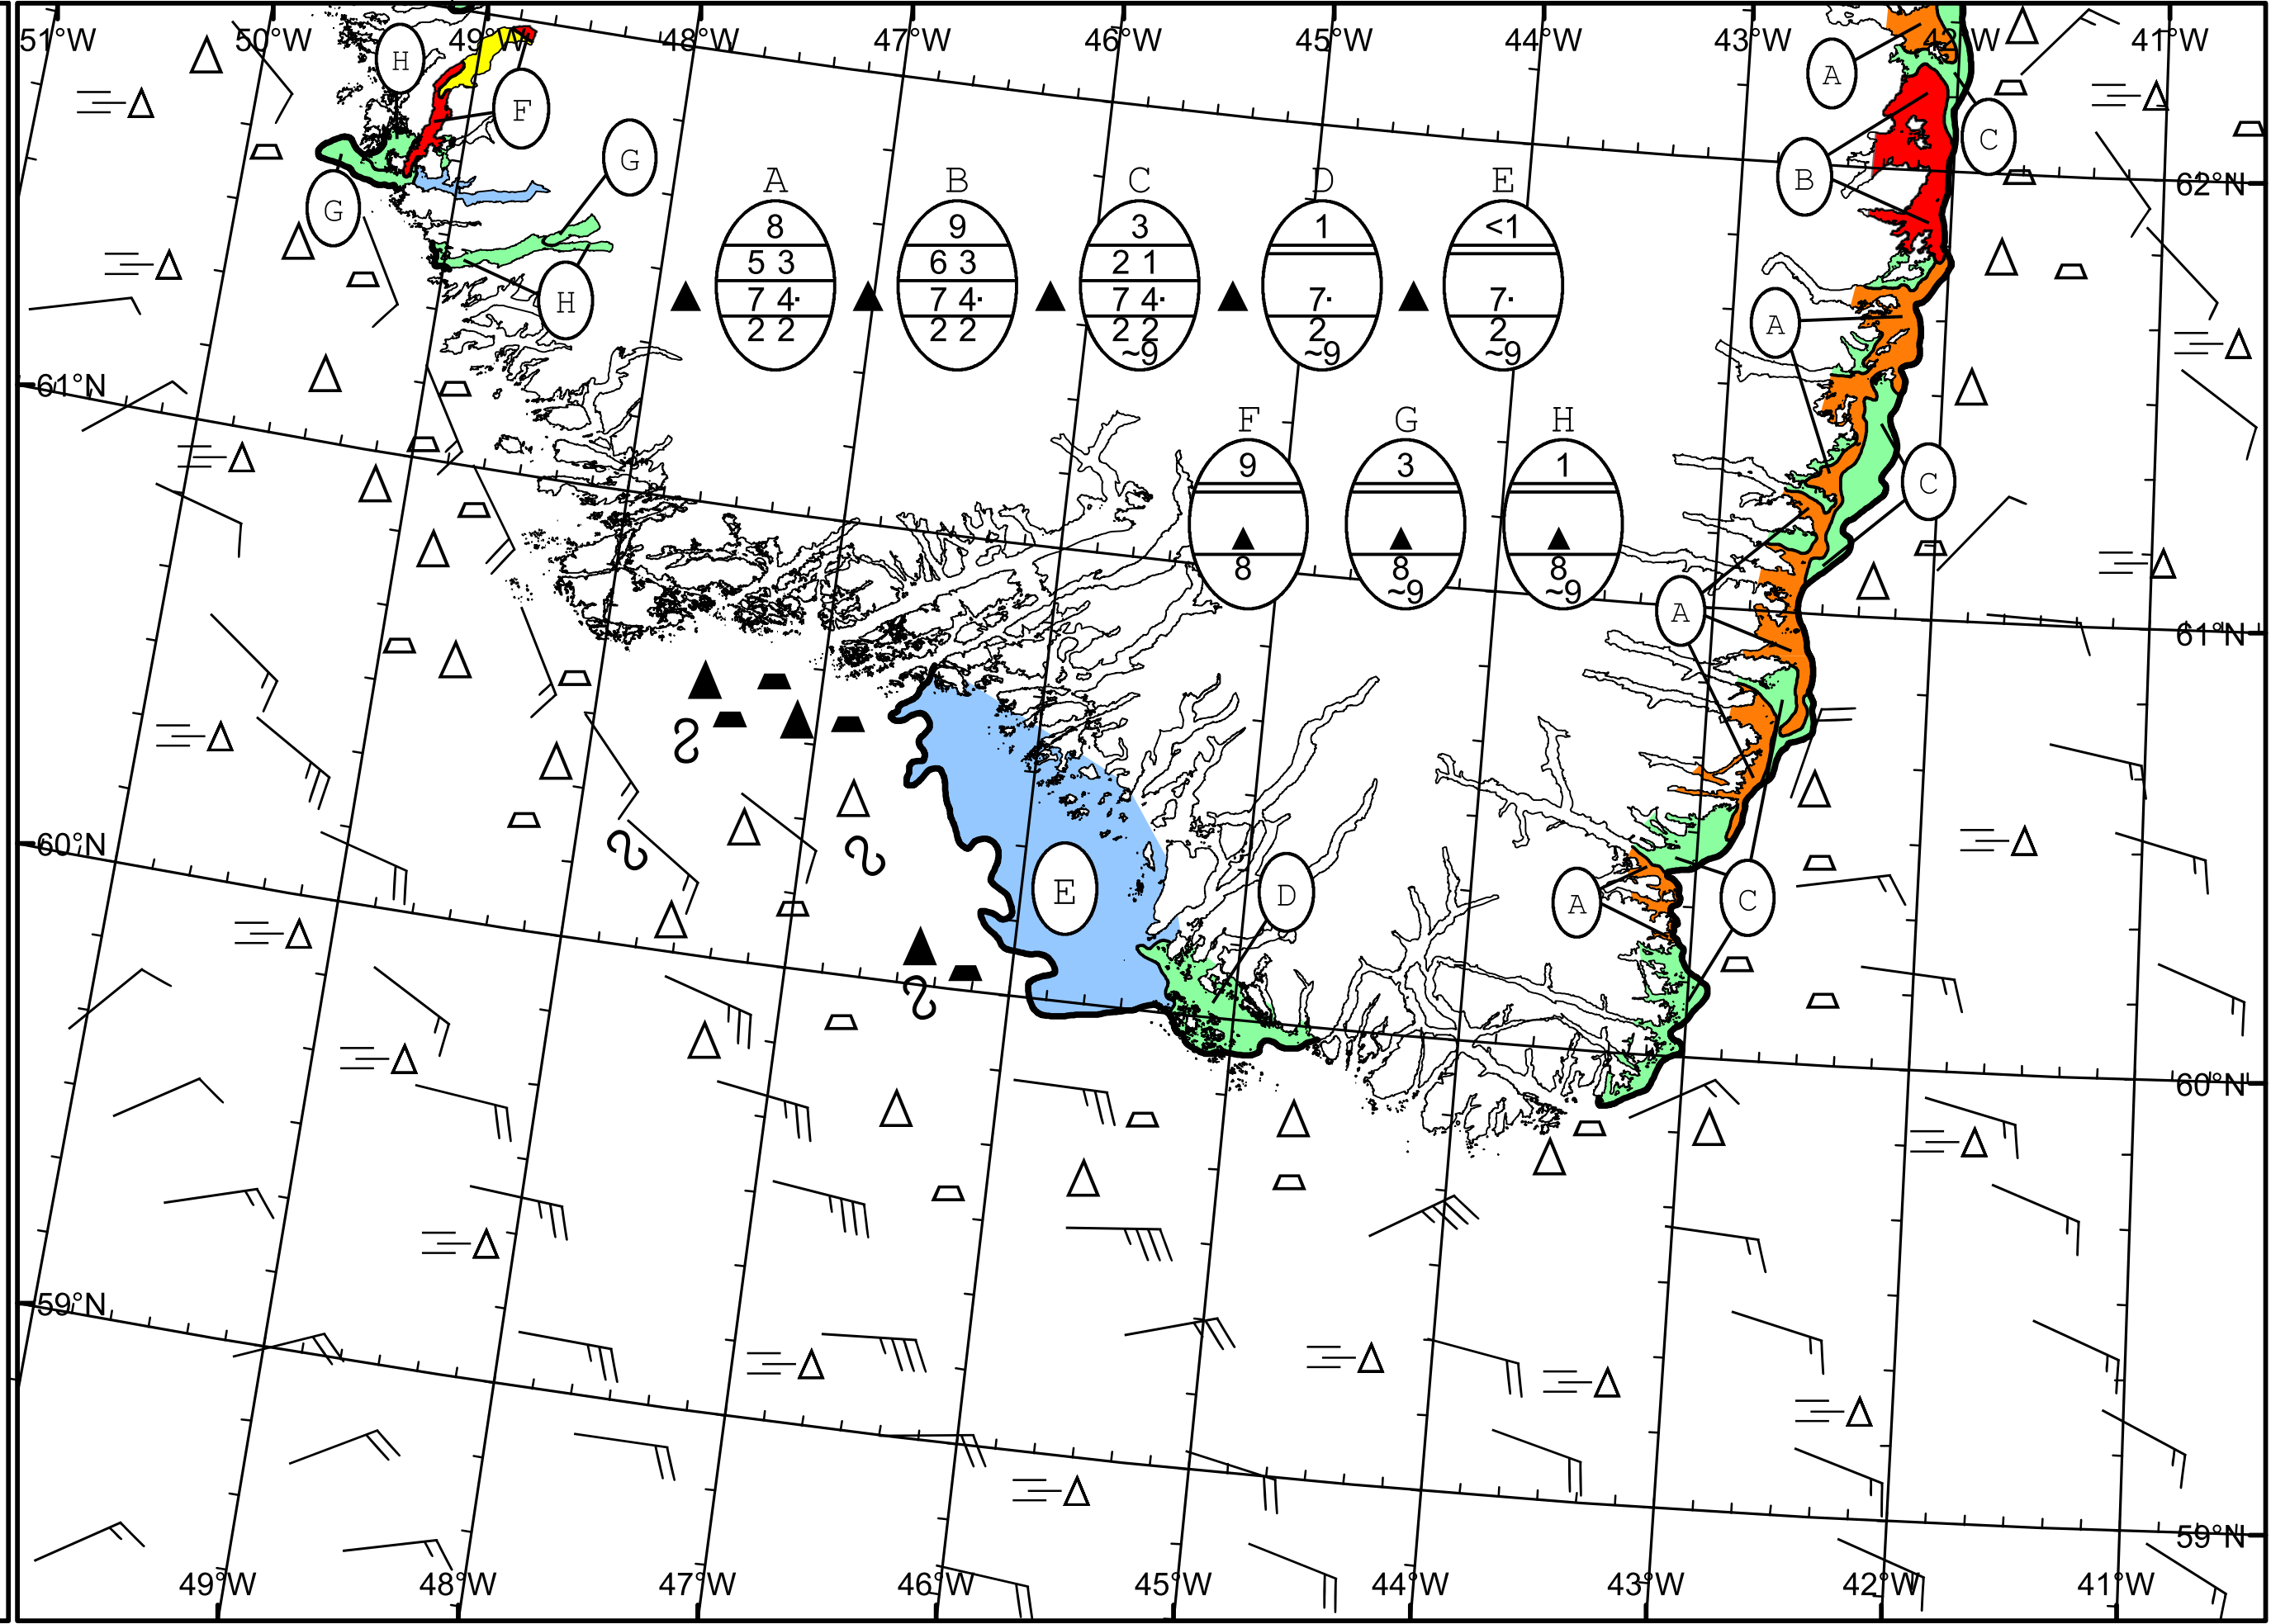 51°W 50°W 49°W 48°W 47°W 46°W 45°W 44°W 43°W 42°W 41°W
H
A
F
C
G
B
62°N
G
A B C D E
8 9 3 1 <1
5 3 6 3 2 1
7 4· 7 4· 7 4· 7· 7·
2 2 2 2 2 2 2 2
~9 ~9 ~9
H
A
61°N
F G H
9 3 1
8 8 8
~9 ~9
C
A
61°N
60°N
E
D
A
C
60°N
59°N
59°N
49°W 48°W 47°W 46°W 45°W 44°W 43°W 42°W 41°W